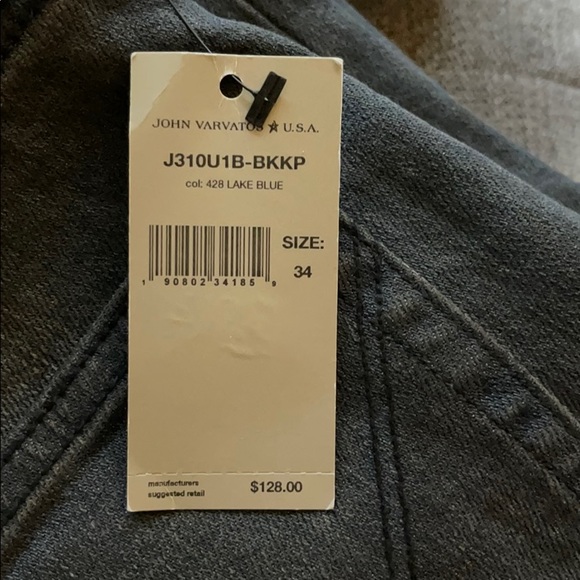 JOHN VARVATOS ★ U.S.A.
J310U1B-BKKP
col: 428 LAKE BLUE
SIZE:
34
1 90802 34185 9
manufacturers
suggested retail
$128.00